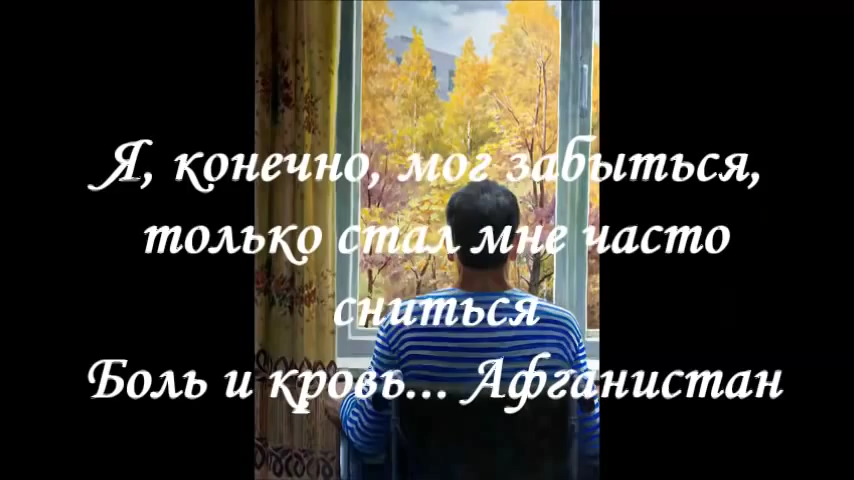 Я, конечно, мог забыться,
только стал мне часто
сниться
Боль и кровь... Афганистан